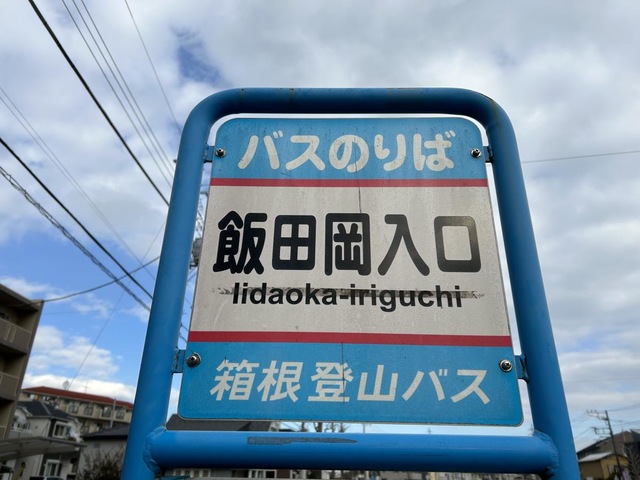 バスのりば
飯田岡入口
Iidaoka-iriguchi
箱根登山バス